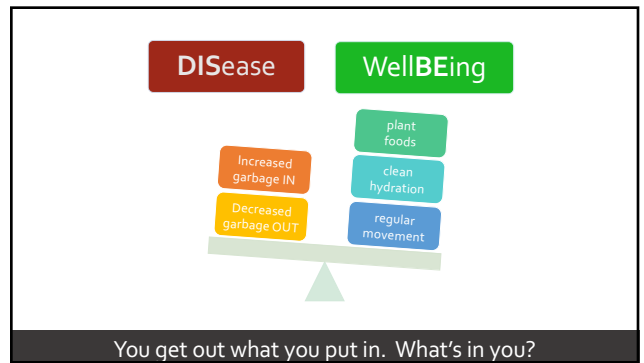 DISease
WellBEing
Increased
garbage IN
Decreased
garbage OUT
plant
foods
clean
hydration
regular
movement
You get out what you put in.  What's in you?